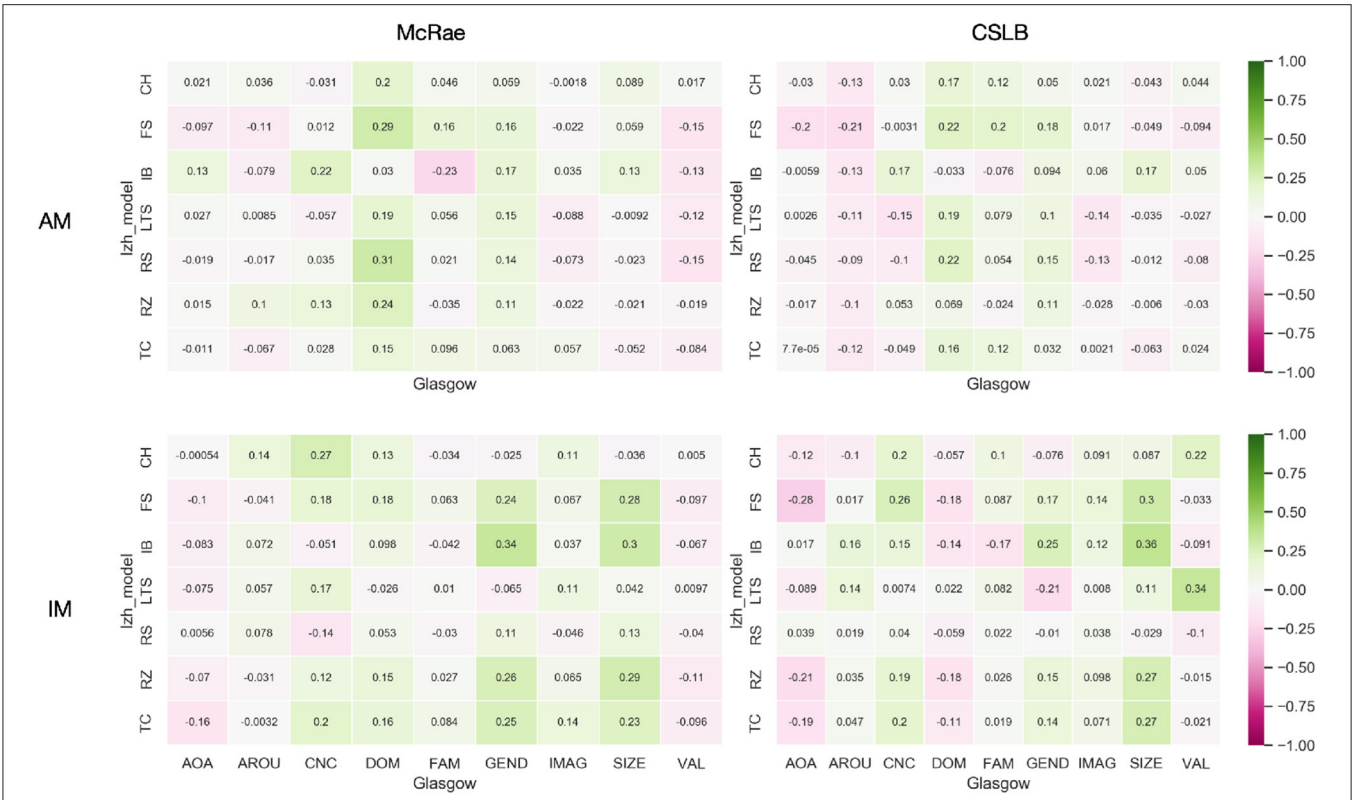 McRae CSLB
AM
lzh_model
CH 0.021 0.036 -0.031 0.2 0.046 0.059 -0.0018 0.089 0.017
FS -0.097 -0.11 0.012 0.29 0.16 0.16 -0.022 0.059 -0.15
IB 0.13 -0.079 0.22 0.03 -0.23 0.17 0.035 0.13 -0.13
LTS 0.027 0.0085 -0.057 0.19 0.056 0.15 -0.088 -0.0092 -0.12
RS -0.019 -0.017 0.035 0.31 0.021 0.14 -0.073 -0.023 -0.15
RZ 0.015 0.1 0.13 0.24 -0.035 0.11 -0.022 -0.021 -0.019
TC -0.011 -0.067 0.028 0.15 0.096 0.063 0.057 -0.052 -0.084
Glasgow
lzh_model
CH -0.03 -0.13 0.03 0.17 0.12 0.05 0.021 -0.043 0.044
FS -0.2 -0.21 -0.0031 0.22 0.2 0.18 0.017 -0.049 -0.094
IB -0.0059 -0.13 0.17 -0.033 -0.076 0.094 0.06 0.17 0.05
LTS 0.0026 -0.11 -0.15 0.19 0.079 0.1 -0.14 -0.035 -0.027
RS -0.045 -0.09 -0.1 0.22 0.054 0.15 -0.13 -0.012 -0.08
RZ -0.017 -0.1 0.053 0.069 -0.024 0.11 -0.028 -0.006 -0.03
TC 7.7e-05 -0.12 -0.049 0.16 0.12 0.032 0.0021 -0.063 0.024
Glasgow
1.00
0.75
0.50
0.25
0.00
-0.25
-0.50
-0.75
-1.00
IM
lzh_model
CH -0.00054 0.14 0.27 0.13 -0.034 -0.025 0.11 -0.036 0.005
FS -0.1 -0.041 0.18 0.18 0.063 0.24 0.067 0.28 -0.097
IB -0.083 0.072 -0.051 0.098 -0.042 0.34 0.037 0.3 -0.067
LTS -0.075 0.057 0.17 -0.026 0.01 -0.065 0.11 0.042 0.0097
RS 0.0056 0.078 -0.14 0.053 -0.03 0.11 -0.046 0.13 -0.04
RZ -0.07 -0.031 0.12 0.15 0.027 0.26 0.065 0.29 -0.11
TC -0.16 -0.0032 0.2 0.16 0.084 0.25 0.14 0.23 -0.096
AOA AROU CNC DOM FAM GEND IMAG SIZE VAL
Glasgow
lzh_model
CH -0.12 -0.1 0.2 -0.057 0.1 -0.076 0.091 0.087 0.22
FS -0.28 0.017 0.26 -0.18 0.087 0.17 0.14 0.3 -0.033
IB 0.017 0.16 0.15 -0.14 -0.17 0.25 0.12 0.36 -0.091
LTS -0.089 0.14 0.0074 0.022 0.082 -0.21 0.008 0.11 0.34
RS 0.039 0.019 0.04 -0.059 0.022 -0.01 0.038 -0.029 -0.1
RZ -0.21 0.035 0.19 -0.18 0.026 0.15 0.098 0.27 -0.015
TC -0.19 0.047 0.2 -0.11 0.019 0.14 0.071 0.27 -0.021
AOA AROU CNC DOM FAM GEND IMAG SIZE VAL
Glasgow
1.00
0.75
0.50
0.25
0.00
-0.25
-0.50
-0.75
-1.00